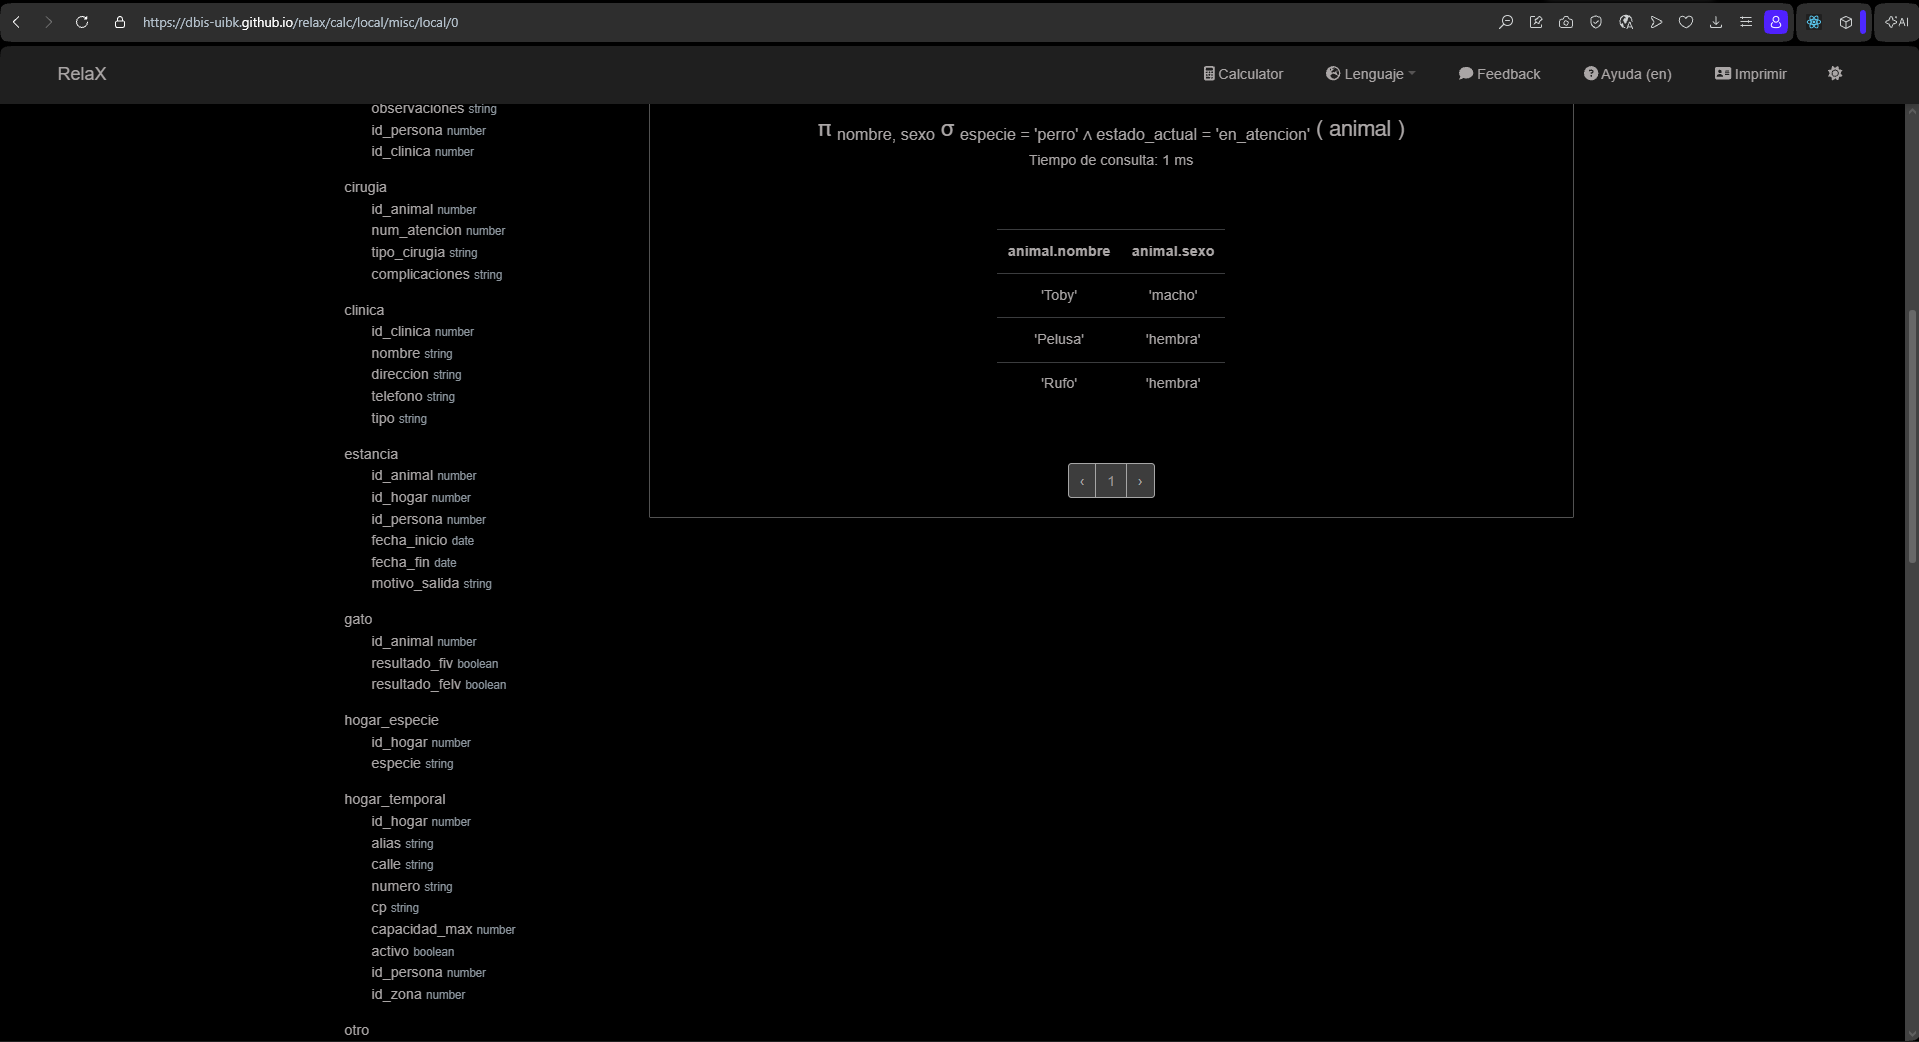 https://dbis-uibk.github.io/relax/calc/local/misc/local/0
AI
RelaX
Calculator
Lenguaje
Feedback
Ayuda (en)
Imprimir
observaciones string
id_persona number
id_clinica number
cirugia
id_animal number
num_atencion number
tipo_cirugia string
complicaciones string
clinica
id_clinica number
nombre string
direccion string
telefono string
tipo string
estancia
id_animal number
id_hogar number
id_persona number
fecha_inicio date
fecha_fin date
motivo_salida string
gato
id_animal number
resultado_fiv boolean
resultado_felv boolean
hogar_especie
id_hogar number
especie string
hogar_temporal
id_hogar number
alias string
calle string
numero string
cp string
capacidad_max number
activo boolean
id_persona number
id_zona number
otro
π nombre, sexo σ especie = 'perro' ∧ estado_actual = 'en_atencion' ( animal )
Tiempo de consulta: 1 ms
animal.nombre animal.sexo
'Toby' 'macho'
'Pelusa' 'hembra'
'Rufo' 'hembra'
‹ 1 ›